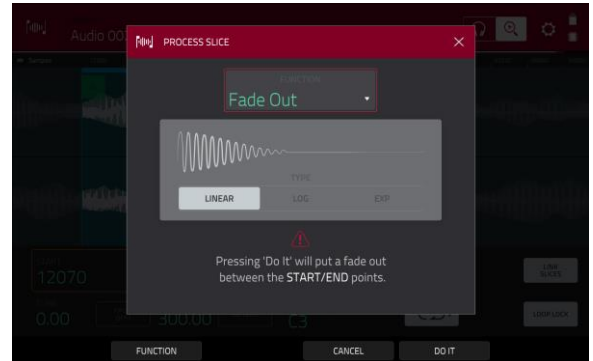 Audio 00
PROCESS SLICE
FUNCTION
Fade Out
TYPE
LINEAR LOG EXP
Pressing 'Do It' will put a fade out
between the START/END points.
START
12070
LINK
SLICES
0.00 300.00 C3 LOOP LOCK
FUNCTION CANCEL DO IT